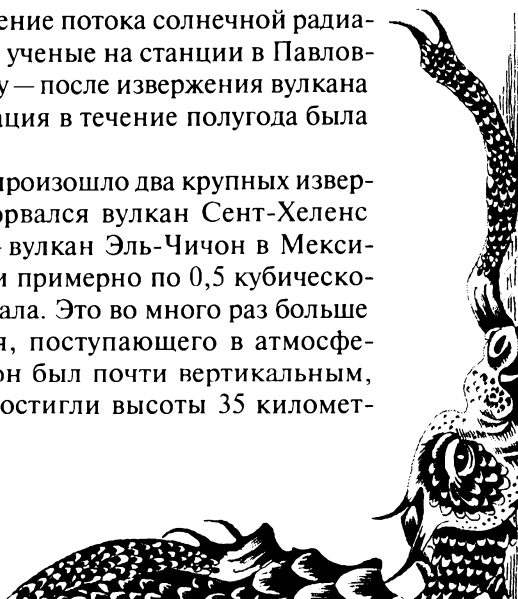 ение потока солнечной радиа-
ученые на станции в Павлов-
у — после извержения вулкана
ация в течение полугода была
произошло два крупных извер-
орвался вулкан Сент-Хеленс
вулкан Эль-Чичон в Мекси-
и примерно по 0,5 кубическо-
ала. Это во много раз больше
я, поступающего в атмосфе-
он был почти вертикальным,
остигли высоты 35 километ-